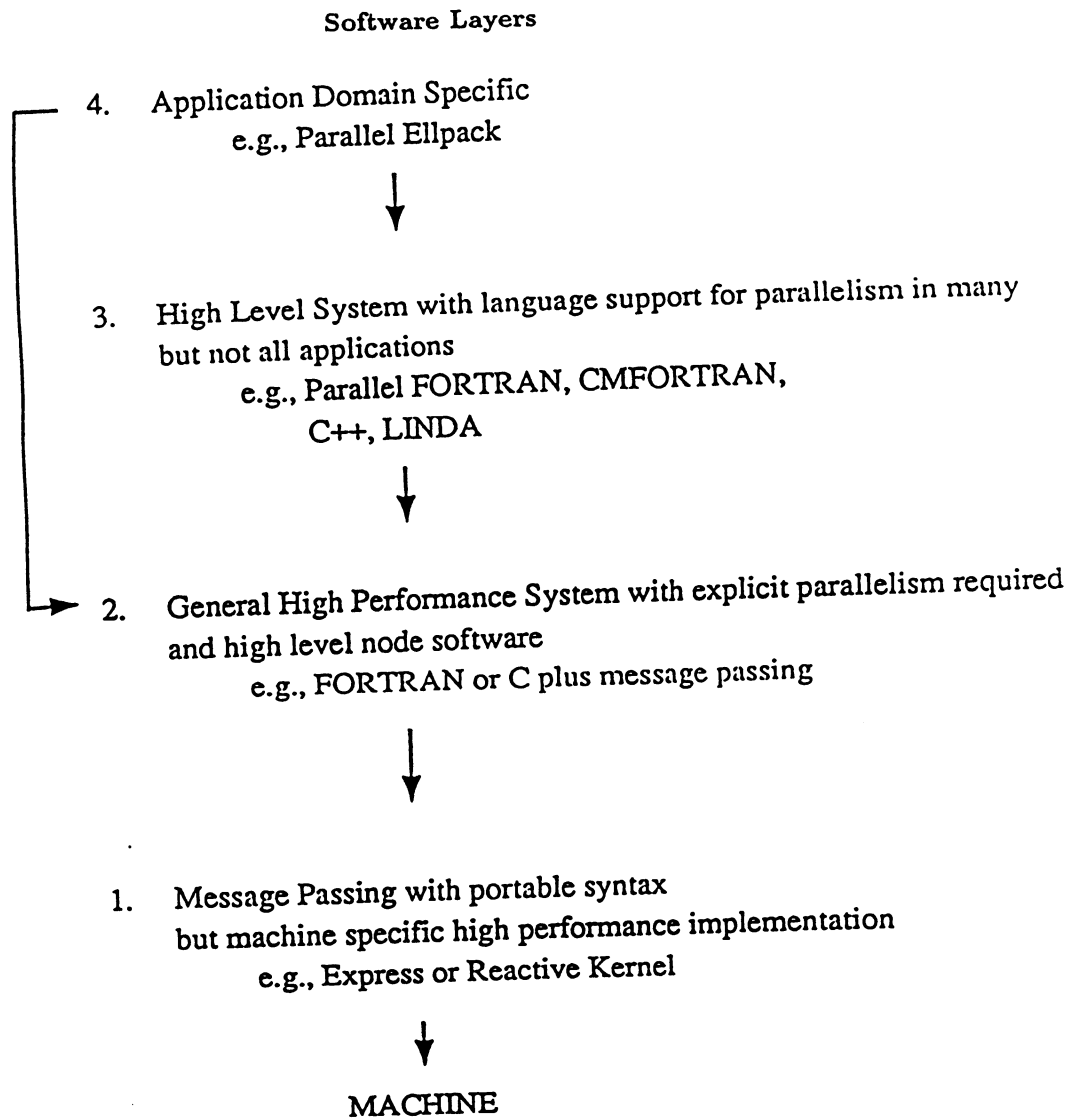 Software Layers
4. Application Domain Specific
e.g., Parallel Ellpack
3. High Level System with language support for parallelism in many
but not all applications
e.g., Parallel FORTRAN, CMFORTRAN,
C++, LINDA
2. General High Performance System with explicit parallelism required
and high level node software
e.g., FORTRAN or C plus message passing
1. Message Passing with portable syntax
but machine specific high performance implementation
e.g., Express or Reactive Kernel
MACHINE